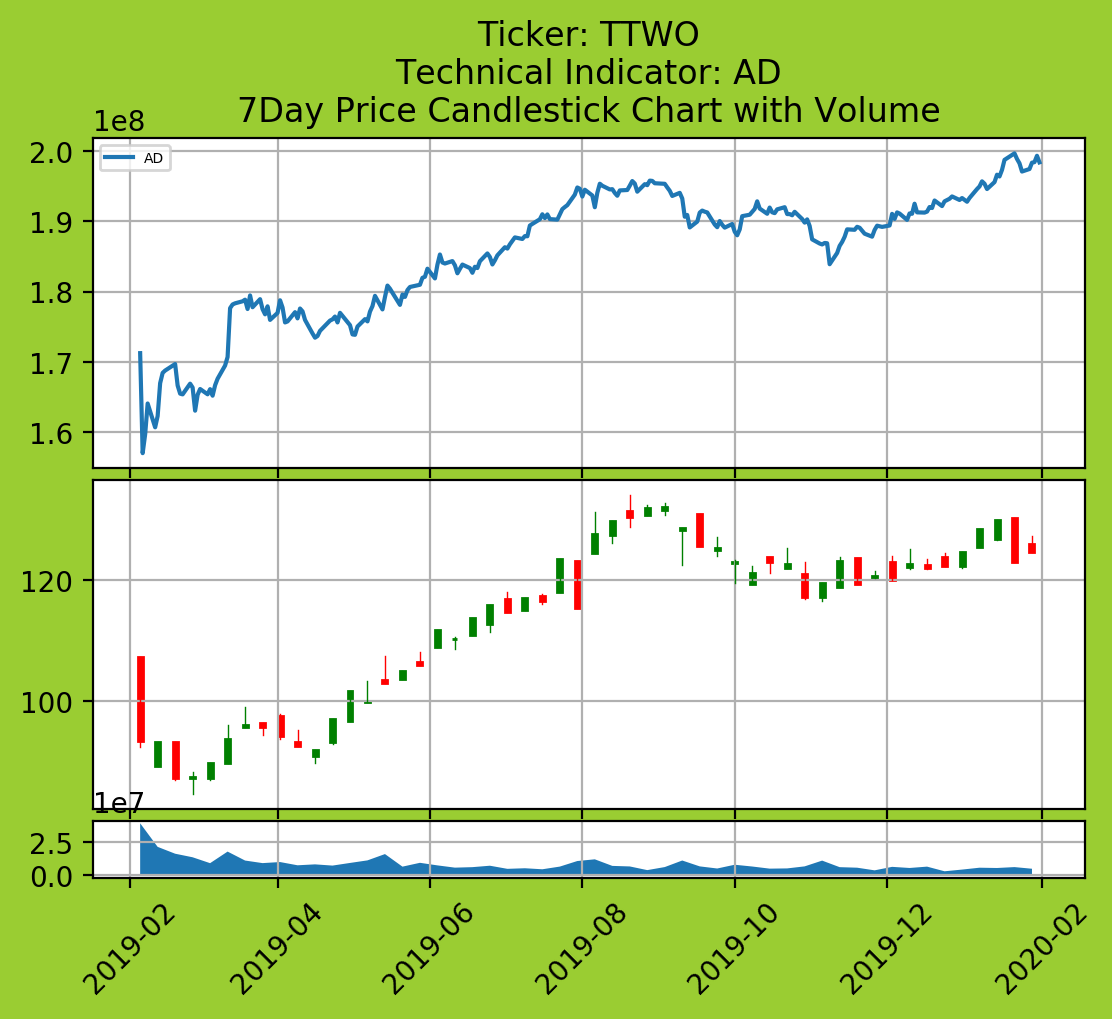 Ticker: TTWO
Technical Indicator: AD
7Day Price Candlestick Chart with Volume
1e8
AD
2.0
1.9
1.8
1.7
1.6
120
100
1e7
2.5
0.0
2019-02
2019-04
2019-06
2019-08
2019-10
2019-12
2020-02